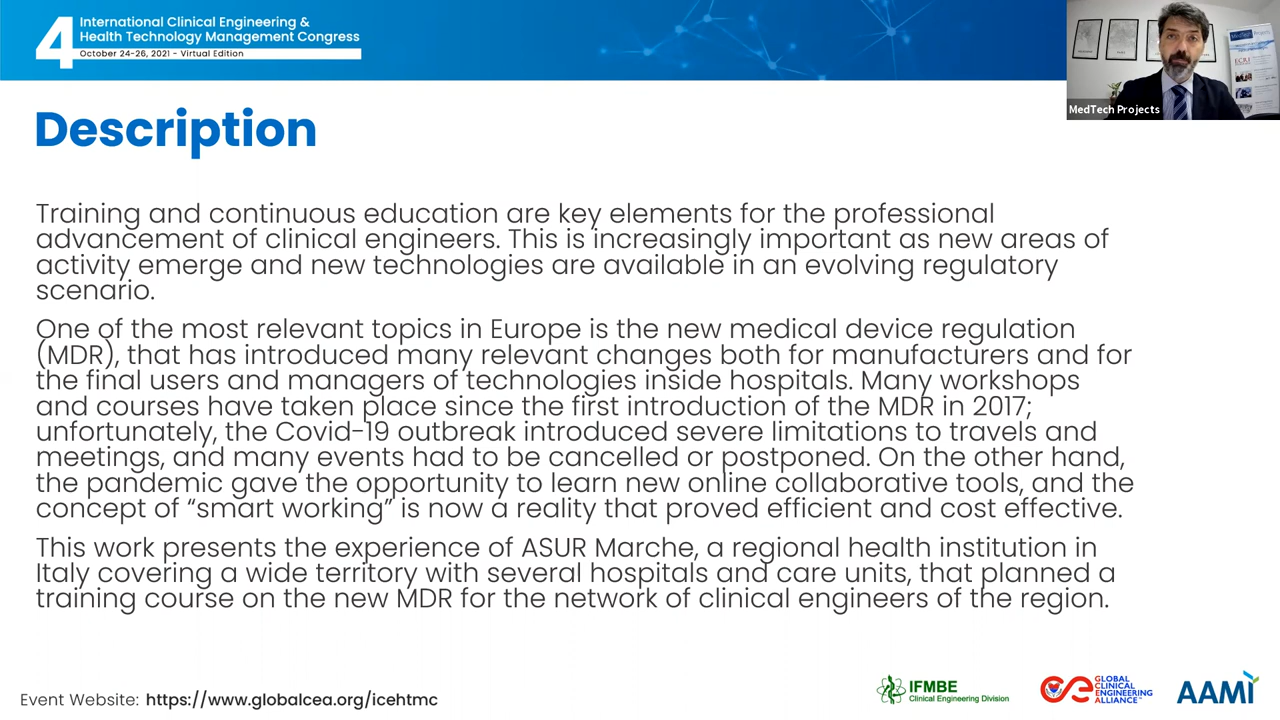 4
International Clinical Engineering &
Health Technology Management Congress
October 24-26, 2021 - Virtual Edition
MedTech Projects
Description
Training and continuous education are key elements for the professional
advancement of clinical engineers. This is increasingly important as new areas of
activity emerge and new technologies are available in an evolving regulatory
scenario.
One of the most relevant topics in Europe is the new medical device regulation
(MDR), that has introduced many relevant changes both for manufacturers and for
the final users and managers of technologies inside hospitals. Many workshops
and courses have taken place since the first introduction of the MDR in 2017;
unfortunately, the Covid-19 outbreak introduced severe limitations to travels and
meetings, and many events had to be cancelled or postponed. On the other hand,
the pandemic gave the opportunity to learn new online collaborative tools, and the
concept of “smart working” is now a reality that proved efficient and cost effective.
This work presents the experience of ASUR Marche, a regional health institution in
Italy covering a wide territory with several hospitals and care units, that planned a
training course on the new MDR for the network of clinical engineers of the region.
Event Website: https://www.globalcea.org/icehtmc
IFMBE
Clinical Engineering Division
GLOBAL
CLINICAL
ENGINEERING
ALLIANCE
AAMI